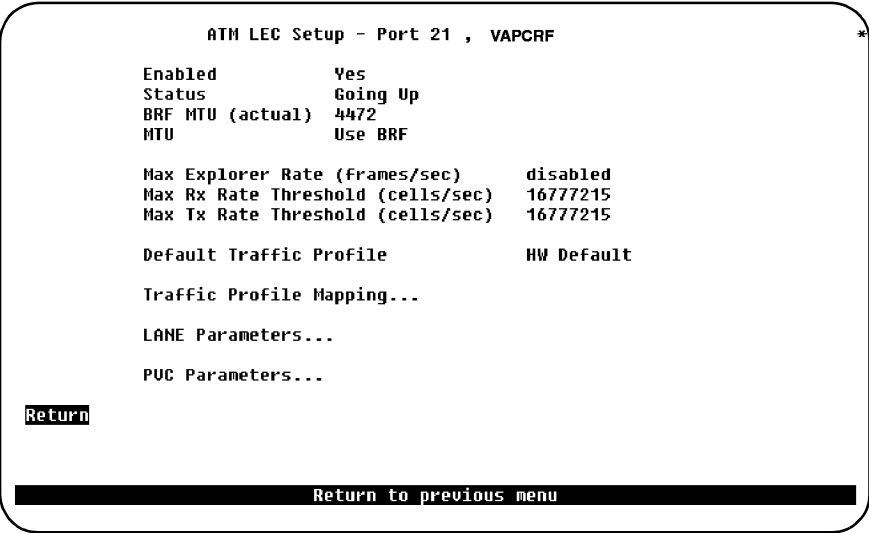 ATM LEC Setup - Port 21 , VAPCRF *
Enabled Yes
Status Going Up
BRF MTU (actual) 4472
MTU Use BRF
Max Explorer Rate (frames/sec) disabled
Max Rx Rate Threshold (cells/sec) 16777215
Max Tx Rate Threshold (cells/sec) 16777215
Default Traffic Profile HW Default
Traffic Profile Mapping...
LANE Parameters...
PVC Parameters...
Return
Return to previous menu